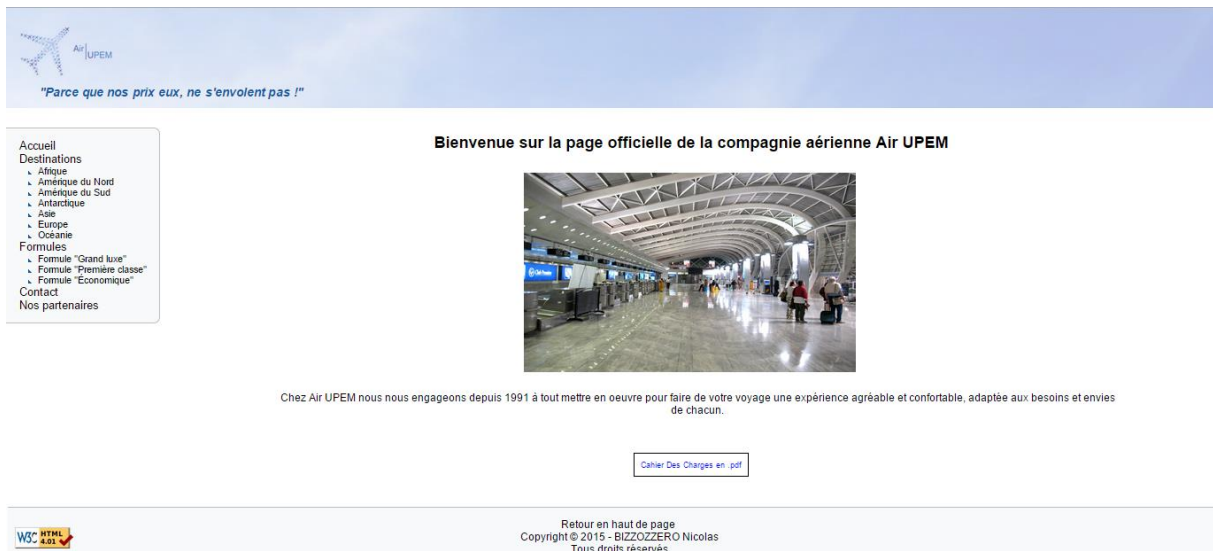 Air UPEM
"Parce que nos prix eux, ne s'envolent pas !"
Accueil
Destinations
Afrique
Amérique du Nord
Amérique du Sud
Antarctique
Asie
Europe
Océanie
Formules
Formule "Grand luxe"
Formule "Première classe"
Formule "Économique"
Contact
Nos partenaires
Bienvenue sur la page officielle de la compagnie aérienne Air UPEM
Chez Air UPEM nous nous engageons depuis 1991 à tout mettre en oeuvre pour faire de votre voyage une expérience agréable et confortable, adaptée aux besoins et envies
de chacun.
Cahier Des Charges en .pdf
W3C HTML 4.01
Retour en haut de page
Copyright © 2015 - BIZZOZZERO Nicolas
Tous droits réservés